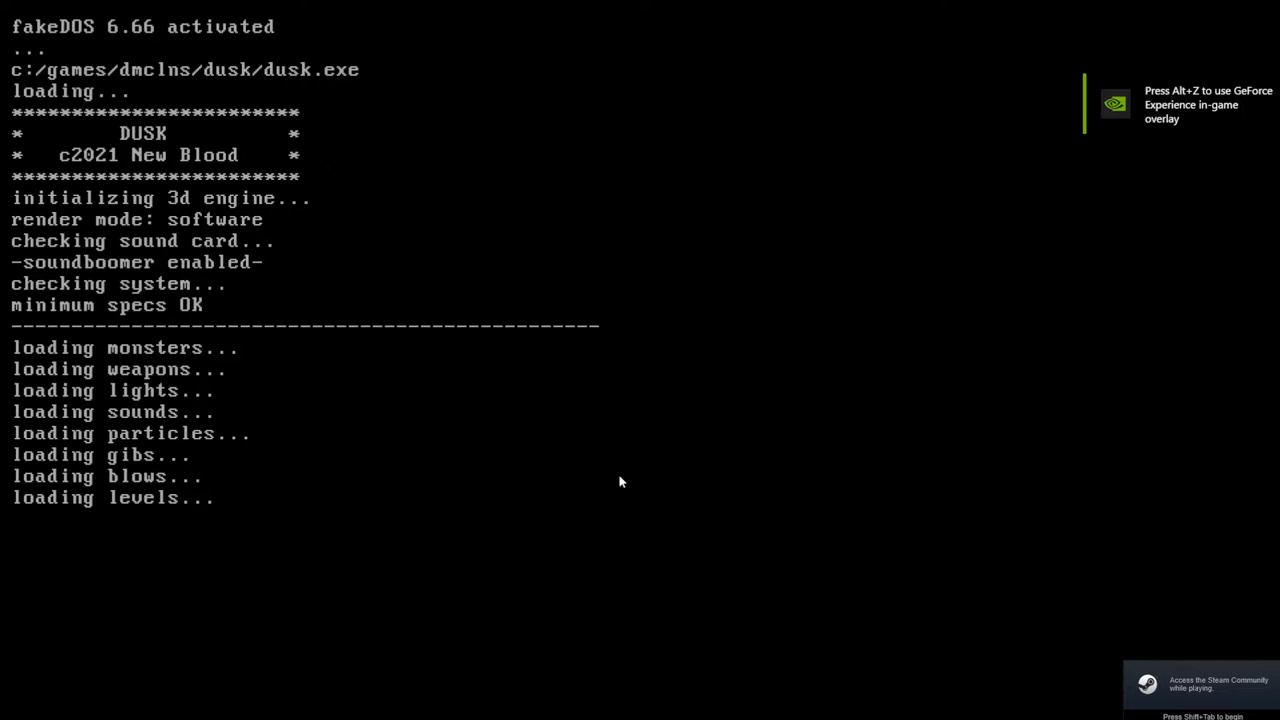 fakeDOS 6.66 activated
...
c:/games/dmclns/dusk/dusk.exe
loading...
************************
* DUSK *
* c2021 New Blood *
************************
initializing 3d engine...
render mode: software
checking sound card...
-soundboomer enabled-
checking system...
minimum specs OK
-------------------------------------------------
loading monsters...
loading weapons...
loading lights...
loading sounds...
loading particles...
loading gibs...
loading blows...
loading levels...
Press Alt+Z to use GeForce
Experience in-game
overlay
Access the Steam Community
while playing.
Press Shift+Tab to begin